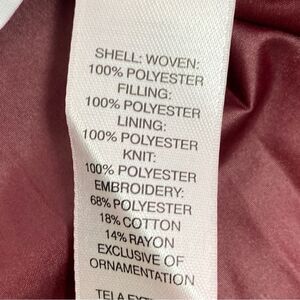 SHELL: WOVEN:
100% POLYESTER
FILLING:
100% POLYESTER
LINING:
100% POLYESTER
KNIT:
100% POLYESTER
EMBROIDERY:
68% POLYESTER
18% COTTON
14% RAYON
EXCLUSIVE OF
ORNAMENTATION
TELA